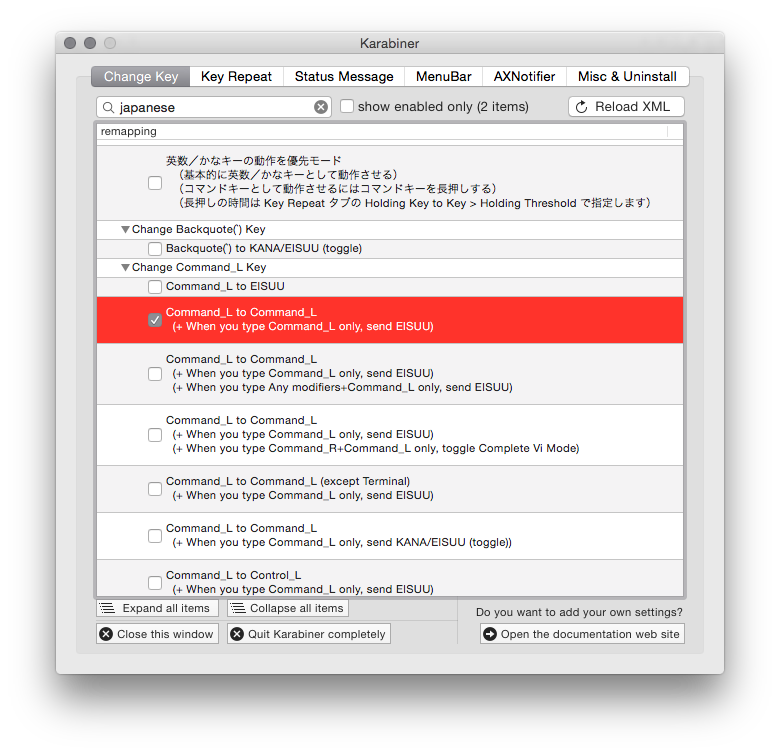 Karabiner
Change Key Key Repeat Status Message MenuBar AXNotifier Misc & Uninstall
japanese show enabled only (2 items) Reload XML
remapping
英数／かなキーの動作を優先モード
（基本的に英数／かなキーとして動作させる）
（コマンドキーとして動作させるにはコマンドキーを長押しする）
（長押しの時間は Key Repeat タブの Holding Key to Key > Holding Threshold で指定します）
Change Backquote(`) Key
Backquote(`) to KANA/EISUU (toggle)
Change Command_L Key
Command_L to EISUU
Command_L to Command_L
(+ When you type Command_L only, send EISUU)
Command_L to Command_L
(+ When you type Command_L only, send EISUU)
(+ When you type Any modifiers+Command_L only, send EISUU)
Command_L to Command_L
(+ When you type Command_L only, send EISUU)
(+ When you type Command_R+Command_L only, toggle Complete Vi Mode)
Command_L to Command_L (except Terminal)
(+ When you type Command_L only, send EISUU)
Command_L to Command_L
(+ When you type Command_L only, send KANA/EISUU (toggle))
Command_L to Control_L
(+ When you type Command_L only, send EISUU)
Expand all items Collapse all items Do you want to add your own settings?
Close this window Quit Karabiner completely Open the documentation web site